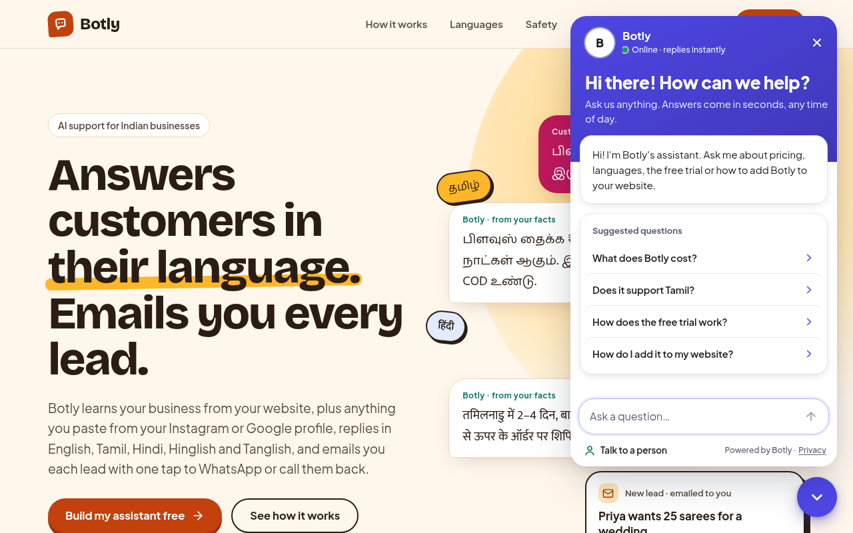 Botly
How it works
Languages
Safety
AI support for Indian businesses
Answers
customers in
their language.
Emails you every
lead.
Botly learns your business from your website, plus anything
you paste from your Instagram or Google profile, replies in
English, Tamil, Hindi, Hinglish and Tanglish, and emails you
each lead with one tap to WhatsApp or call them back.
Build my assistant free
See how it works
தமிழ்
Botly · from your facts
பிளவுஸ் தைக்க
நாட்கள் ஆகும்.
COD உண்டு.
हिंदी
Botly · from your facts
तमिलनाडु में 2–4 दिन,
से ऊपर के ऑर्डर पर
New lead · emailed to you
Priya wants 25 sarees for a
wedding
B
Botly
Online · replies instantly
Hi there! How can we help?
Ask us anything. Answers come in seconds, any time
of day.
Hi! I'm Botly's assistant. Ask me about pricing,
languages, the free trial or how to add Botly to
your website.
Suggested questions
What does Botly cost?
Does it support Tamil?
How does the free trial work?
How do I add it to my website?
Ask a question...
Talk to a person
Powered by Botly · Privacy